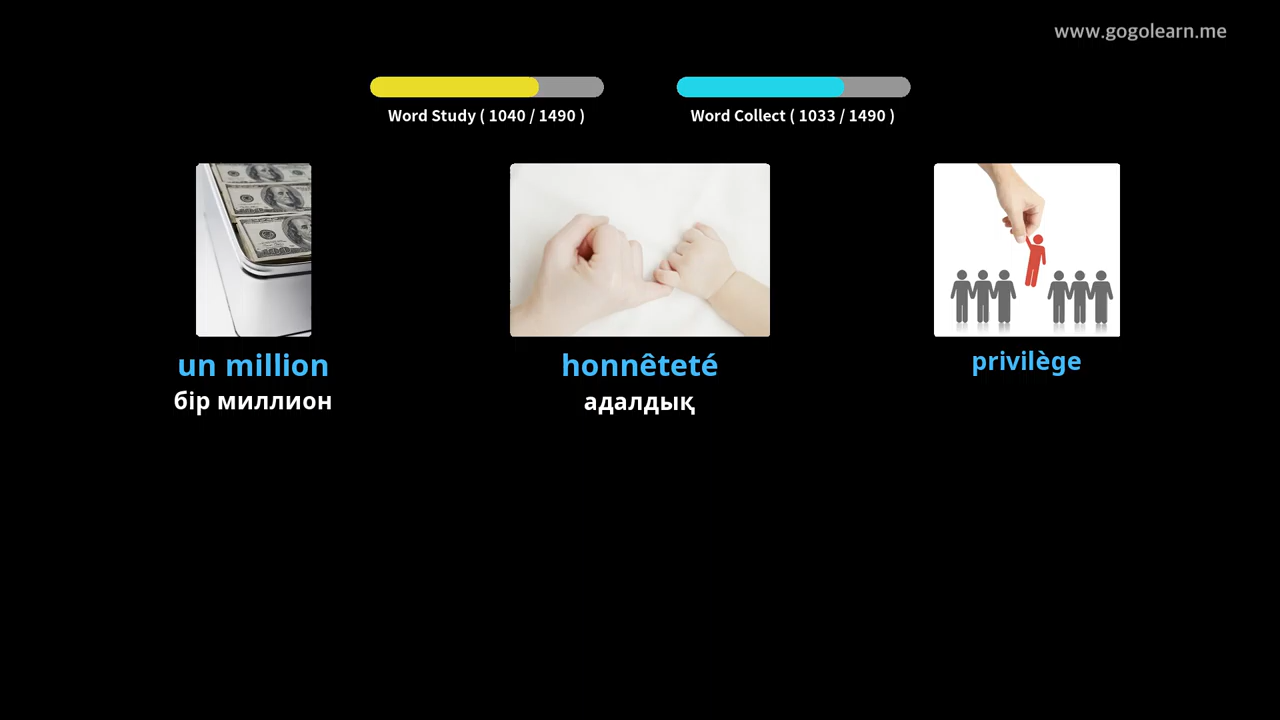 www.gogolearn.me
Word Study ( 1040 / 1490 )
Word Collect ( 1033 / 1490 )
un million
бір миллион
honnêteté
адалдық
privilège